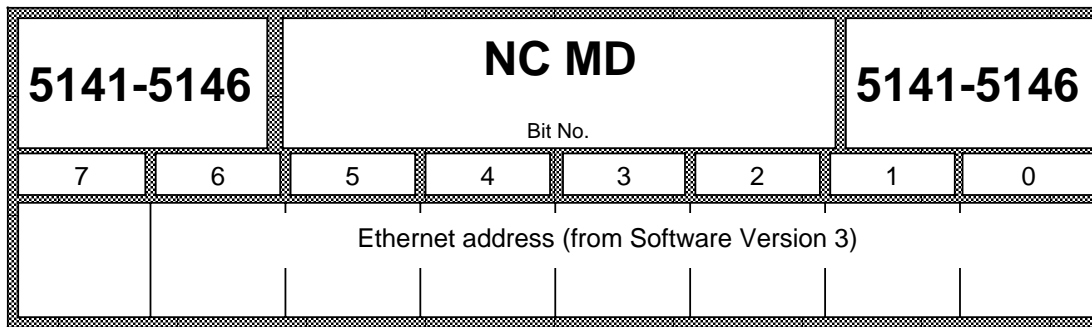 5141-5146 NC MD 5141-5146
Bit No.
7 6 5 4 3 2 1 0
Ethernet address (from Software Version 3)